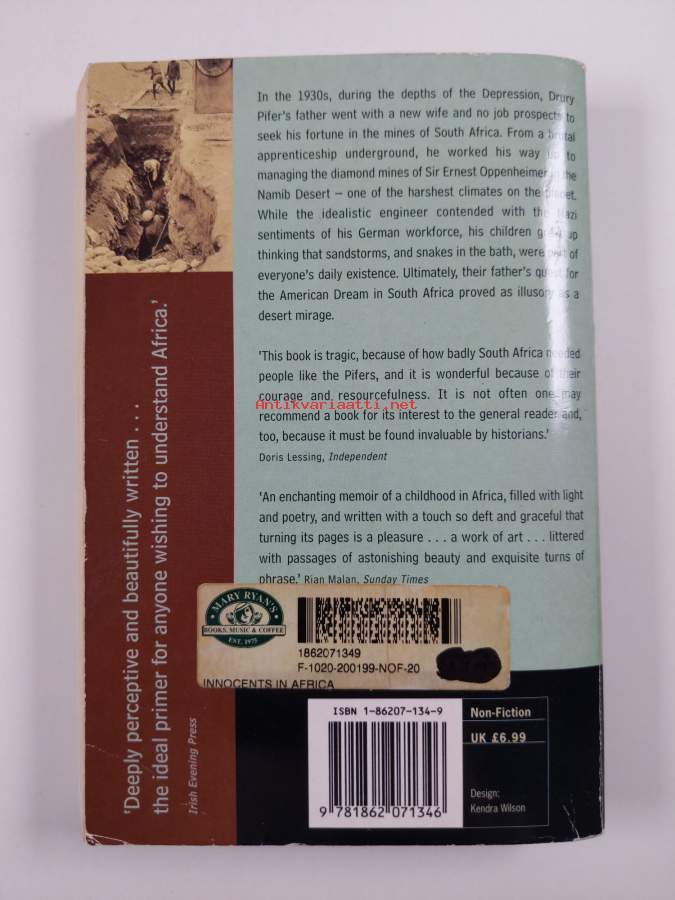 In the 1930s, during the depths of the Depression, Drury
Pifer's father went with a new wife and no job prospects to
seek his fortune in the mines of South Africa. From a brutal
apprenticeship underground, he worked his way up to
managing the diamond mines of Sir Ernest Oppenheimer in the
Namib Desert – one of the harshest climates on the planet.
While the idealistic engineer contended with the Nazi
sentiments of his German workforce, his children grew up
thinking that sandstorms, and snakes in the bath, were part of
everyone's daily existence. Ultimately, their father's quest for
the American Dream in South Africa proved as illusory as a
desert mirage.
'This book is tragic, because of how badly South Africa needed
people like the Pifers, and it is wonderful because of their
courage and resourcefulness. It is not often one may
Antikvariaatti.net
recommend a book for its interest to the general reader and,
too, because it must be found invaluable by historians.'
Doris Lessing, Independent
'An enchanting memoir of a childhood in Africa, filled with light
and poetry, and written with a touch so deft and graceful that
turning its pages is a pleasure . . . a work of art . . . littered
with passages of astonishing beauty and exquisite turns of
phrase.' Rian Malan, Sunday Times
'Deeply perceptive and beautifully written . . .
the ideal primer for anyone wishing to understand Africa.'
Irish Evening Press
MARY RYAN'S
BOOKS, MUSIC & COFFEE
EST. 1975
1862071349
F-1020-200199-NOF-20
INNOCENTS IN AFRICA
ISBN 1-86207-134-9
9 781862 071346
Non-Fiction
UK £6.99
Design:
Kendra Wilson